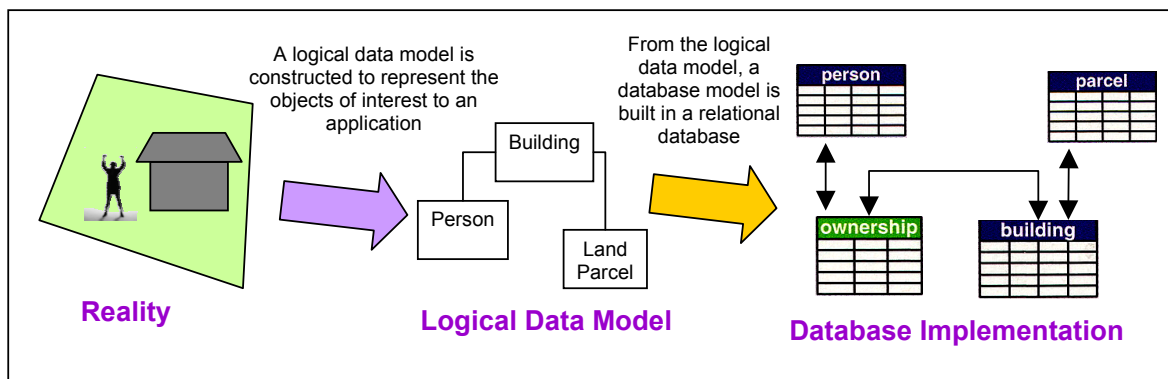 A logical data model is
constructed to represent the
objects of interest to an
application
From the logical
data model, a
database model is
built in a relational
database
Building
Person
Land
Parcel
person
parcel
ownership
building
Reality
Logical Data Model
Database Implementation